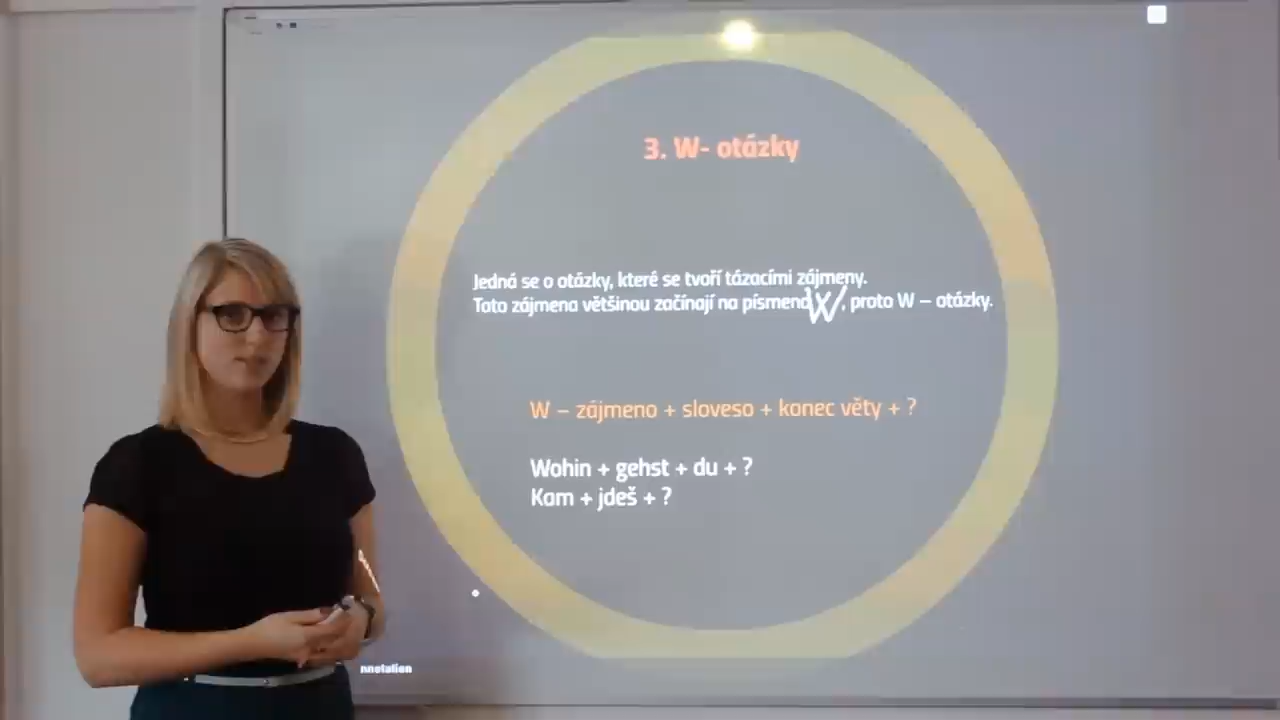 3. W- otázky
Jedná se o otázky, které se tvoří tázacími zájmeny.
Tato zájmena většinou začínají na písmeno W, proto W – otázky.
W – zájmeno + sloveso + konec věty + ?
Wohin + gehst + du + ?
Kam + jdeš + ?
nnotation